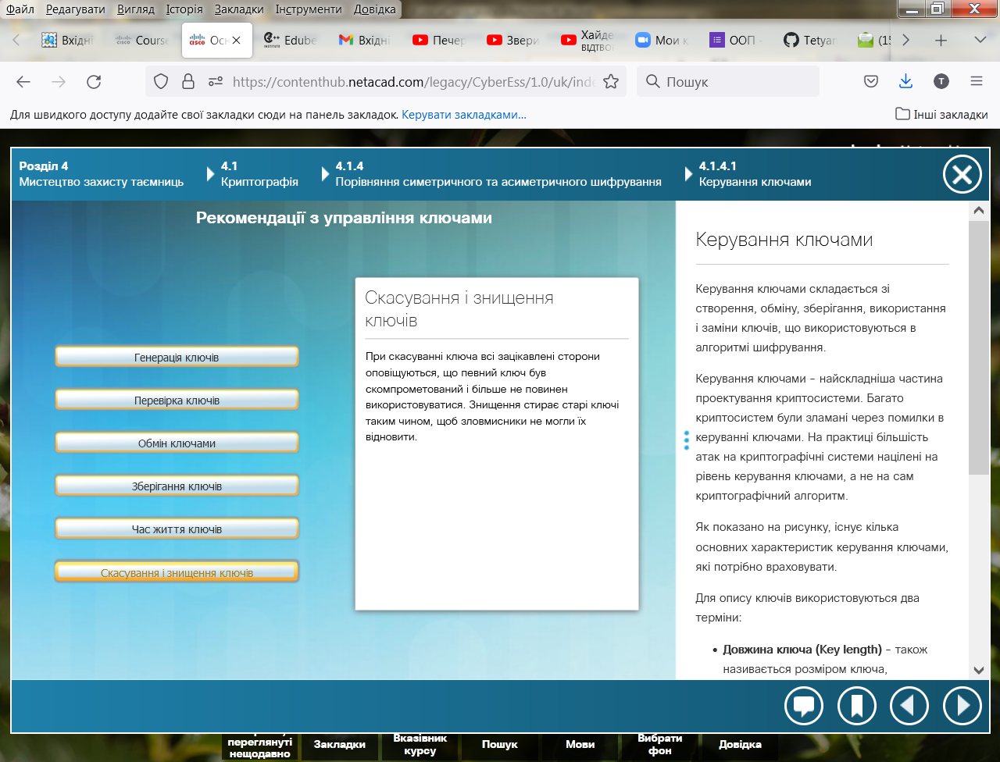 Файл Редагувати Вигляд Історія Закладки Інструменти Довідка
Вхідні Course Осн Edube Вхідні Печер Звери Хайде Мои к ООП - Tetyan (15
ВІДТВО
https://contenthub.netacad.com/legacy/CyberEss/1.0/uk/inde
Пошук
Для швидкого доступу додайте свої закладки сюди на панель закладок. Керувати закладками…
Інші закладки
Розділ 4
Мистецтво захисту таємниць
4.1
Криптографія
4.1.4
Порівняння симетричного та асиметричного шифрування
4.1.4.1
Керування ключами
Рекомендації з управління ключами
Генерація ключів
Перевірка ключів
Обмін ключами
Зберігання ключів
Час життя ключів
Скасування і знищення ключів
Скасування і знищення
ключів
При скасуванні ключа всі зацікавлені сторони
оповіщуються, що певний ключ був
скомпрометований і більше не повинен
використовуватися. Знищення стирає старі ключі
таким чином, щоб зловмисники не могли їх
відновити.
Керування ключами
Керування ключами складається зі
створення, обміну, зберігання, використання
і заміни ключів, що використовуються в
алгоритмі шифрування.
Керування ключами – найскладніша частина
проектування криптосистеми. Багато
криптосистем були зламані через помилки в
керуванні ключами. На практиці більшість
атак на криптографічні системи націлені на
рівень керування ключами, а не на сам
криптографічний алгоритм.
Як показано на рисунку, існує кілька
основних характеристик керування ключами,
які потрібно враховувати.
Для опису ключів використовуються два
терміни:
• Довжина ключа (Key length) – також
називається розміром ключа,
переглянуті
нещодавно
Закладки
Вказівник
курсу
Пошук
Мови
Вибрати
фон
Довідка